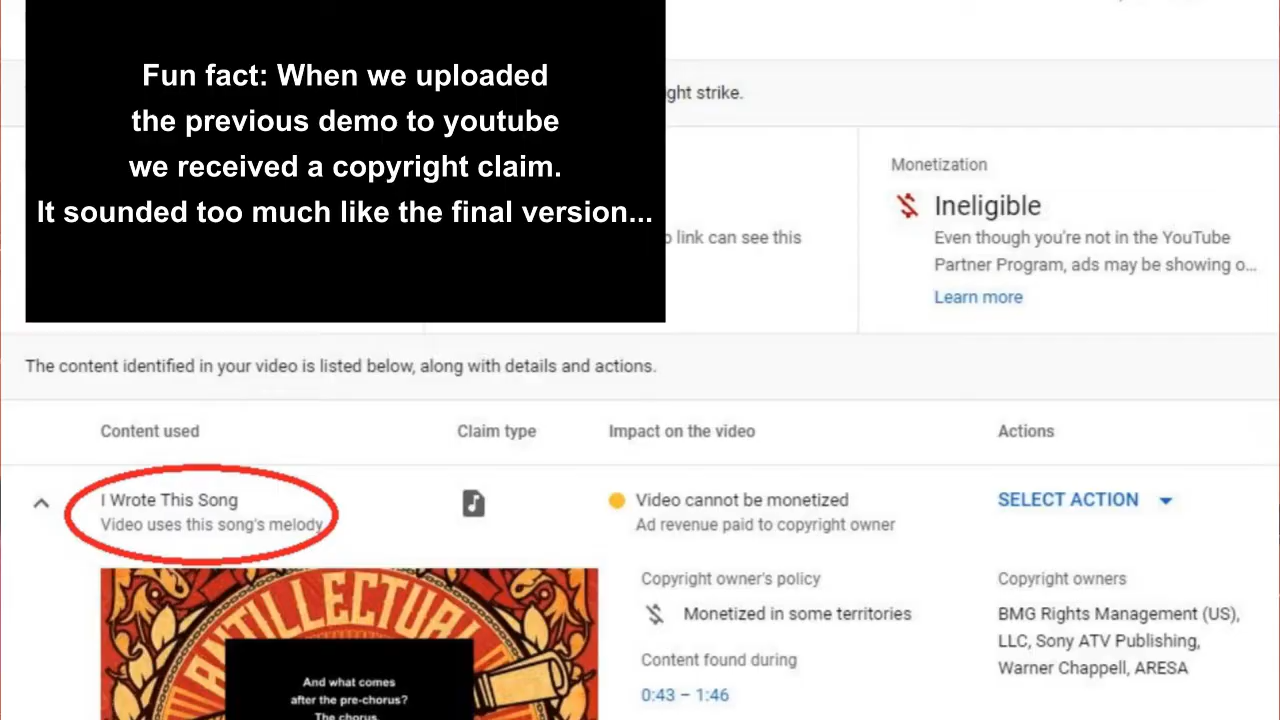 Fun fact: When we uploaded
the previous demo to youtube
we received a copyright claim.
It sounded too much like the final version...
ght strike.
Monetization
Ineligible
link can see this
Even though you're not in the YouTube
Partner Program, ads may be showing o...
Learn more
The content identified in your video is listed below, along with details and actions.
Content used
Claim type
Impact on the video
Actions
I Wrote This Song
Video uses this song's melody
Video cannot be monetized
Ad revenue paid to copyright owner
SELECT ACTION
Copyright owner's policy
Monetized in some territories
Content found during
0:43 – 1:46
Copyright owners
BMG Rights Management (US),
LLC, Sony ATV Publishing,
Warner Chappell, ARESA
ANTILLECTUAL
And what comes
after the pre-chorus?
The chorus.